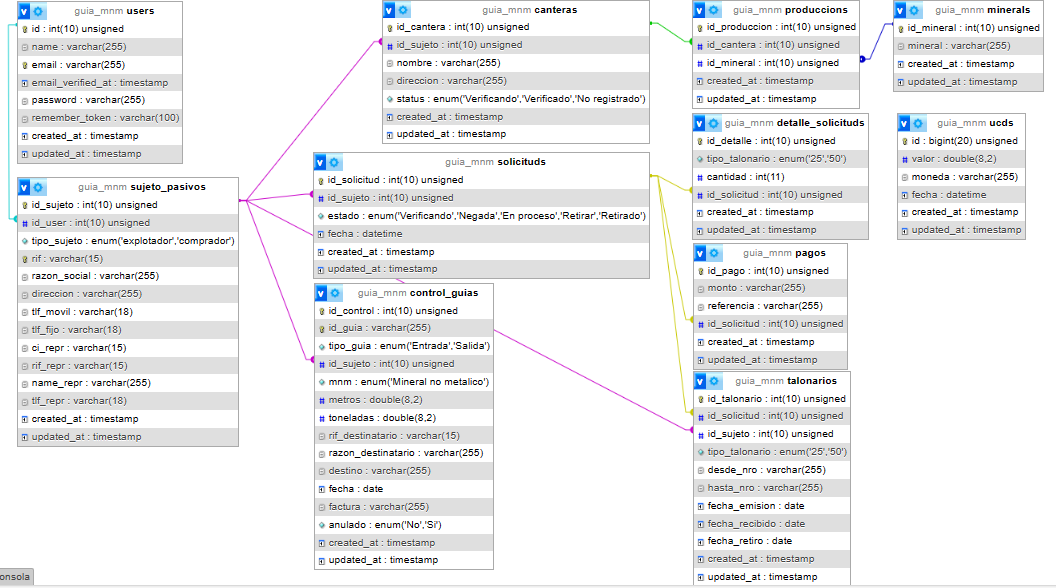 guia_mnm users
id : int(10) unsigned
name : varchar(255)
email : varchar(255)
email_verified_at : timestamp
password : varchar(255)
remember_token : varchar(100)
created_at : timestamp
updated_at : timestamp
guia_mnm sujeto_pasivos
id_sujeto : int(10) unsigned
id_user : int(10) unsigned
tipo_sujeto : enum('explotador','comprador')
rif : varchar(15)
razon_social : varchar(255)
direccion : varchar(255)
tlf_movil : varchar(18)
tlf_fijo : varchar(18)
ci_repr : varchar(15)
rif_repr : varchar(15)
name_repr : varchar(255)
tlf_repr : varchar(18)
created_at : timestamp
updated_at : timestamp
guia_mnm canteras
id_cantera : int(10) unsigned
id_sujeto : int(10) unsigned
nombre : varchar(255)
direccion : varchar(255)
status : enum('Verificando','Verificado','No registrado')
created_at : timestamp
updated_at : timestamp
guia_mnm solicituds
id_solicitud : int(10) unsigned
id_sujeto : int(10) unsigned
estado : enum('Verificando','Negada','En proceso','Retirar','Retirado')
fecha : datetime
created_at : timestamp
updated_at : timestamp
guia_mnm control_guias
id_control : int(10) unsigned
id_guia : varchar(255)
tipo_guia : enum('Entrada','Salida')
id_sujeto : int(10) unsigned
mnm : enum('Mineral no metalico')
metros : double(8,2)
toneladas : double(8,2)
rif_destinatario : varchar(15)
razon_destinatario : varchar(255)
destino : varchar(255)
fecha : date
factura : varchar(255)
anulado : enum('No','Si')
created_at : timestamp
updated_at : timestamp
guia_mnm produccions
id_produccion : int(10) unsigned
id_cantera : int(10) unsigned
id_mineral : int(10) unsigned
created_at : timestamp
updated_at : timestamp
guia_mnm minerals
id_mineral : int(10) unsigned
mineral : varchar(255)
created_at : timestamp
updated_at : timestamp
guia_mnm detalle_solicituds
id_detalle : int(10) unsigned
tipo_talonario : enum('25','50')
cantidad : int(11)
id_solicitud : int(10) unsigned
created_at : timestamp
updated_at : timestamp
guia_mnm ucds
id : bigint(20) unsigned
valor : double(8,2)
moneda : varchar(255)
fecha : datetime
created_at : timestamp
updated_at : timestamp
guia_mnm pagos
id_pago : int(10) unsigned
monto : varchar(255)
referencia : varchar(255)
id_solicitud : int(10) unsigned
created_at : timestamp
updated_at : timestamp
guia_mnm talonarios
id_talonario : int(10) unsigned
id_solicitud : int(10) unsigned
id_sujeto : int(10) unsigned
tipo_talonario : enum('25','50')
desde_nro : varchar(255)
hasta_nro : varchar(255)
fecha_emision : date
fecha_recibido : date
fecha_retiro : date
created_at : timestamp
updated_at : timestamp
onsola